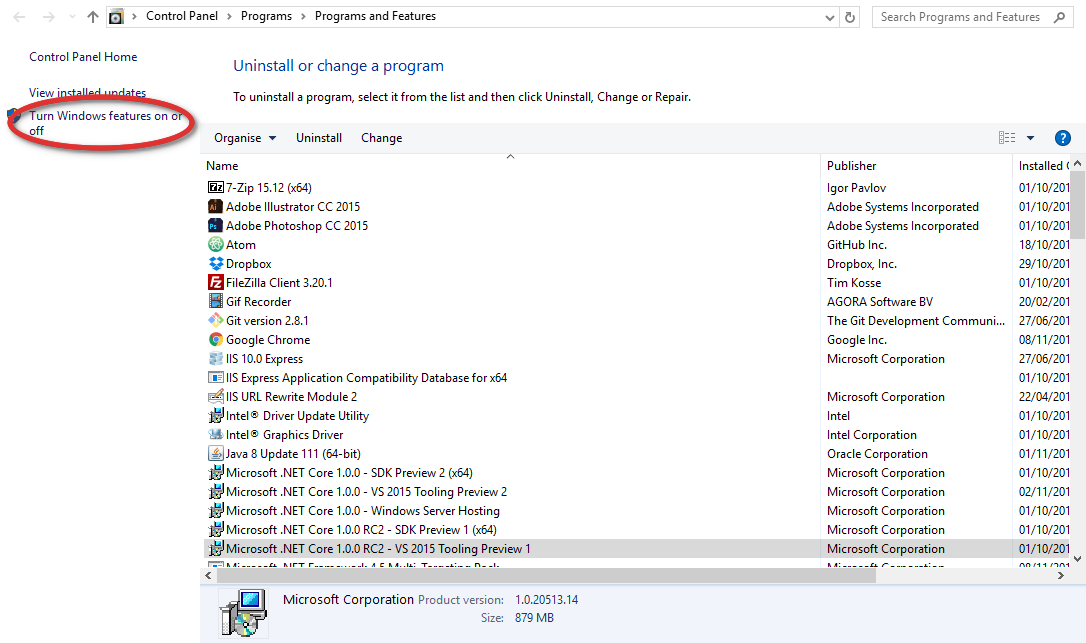 Control Panel > Programs > Programs and Features
Search Programs and Features
Control Panel Home
View installed updates
Turn Windows features on or
off
Uninstall or change a program
To uninstall a program, select it from the list and then click Uninstall, Change or Repair.
Organise Uninstall Change
Name Publisher Installed
7-Zip 15.12 (x64) Igor Pavlov 01/10/201
Adobe Illustrator CC 2015 Adobe Systems Incorporated 01/10/201
Adobe Photoshop CC 2015 Adobe Systems Incorporated 01/10/201
Atom GitHub Inc. 18/10/201
Dropbox Dropbox, Inc. 29/10/201
FileZilla Client 3.20.1 Tim Kosse 01/10/201
Gif Recorder AGORA Software BV 20/02/201
Git version 2.8.1 The Git Development Communi... 27/06/201
Google Chrome Google Inc. 08/11/201
IIS 10.0 Express Microsoft Corporation 27/06/201
IIS Express Application Compatibility Database for x64 01/10/201
IIS URL Rewrite Module 2 Microsoft Corporation 22/04/201
Intel® Driver Update Utility Intel 01/10/201
Intel® Graphics Driver Intel Corporation 01/10/201
Java 8 Update 111 (64-bit) Oracle Corporation 01/11/201
Microsoft .NET Core 1.0.0 - SDK Preview 2 (x64) Microsoft Corporation 01/10/201
Microsoft .NET Core 1.0.0 - VS 2015 Tooling Preview 2 Microsoft Corporation 02/11/201
Microsoft .NET Core 1.0.0 - Windows Server Hosting Microsoft Corporation 01/10/201
Microsoft .NET Core 1.0.0 RC2 - SDK Preview 1 (x64) Microsoft Corporation 01/10/201
Microsoft .NET Core 1.0.0 RC2 - VS 2015 Tooling Preview 1 Microsoft Corporation 01/10/201
Microsoft .NET Framework 4.5 Multi-Targeting Pack Microsoft Corporation 08/11/201
Microsoft Corporation Product version: 1.0.20513.14
Size: 879 MB